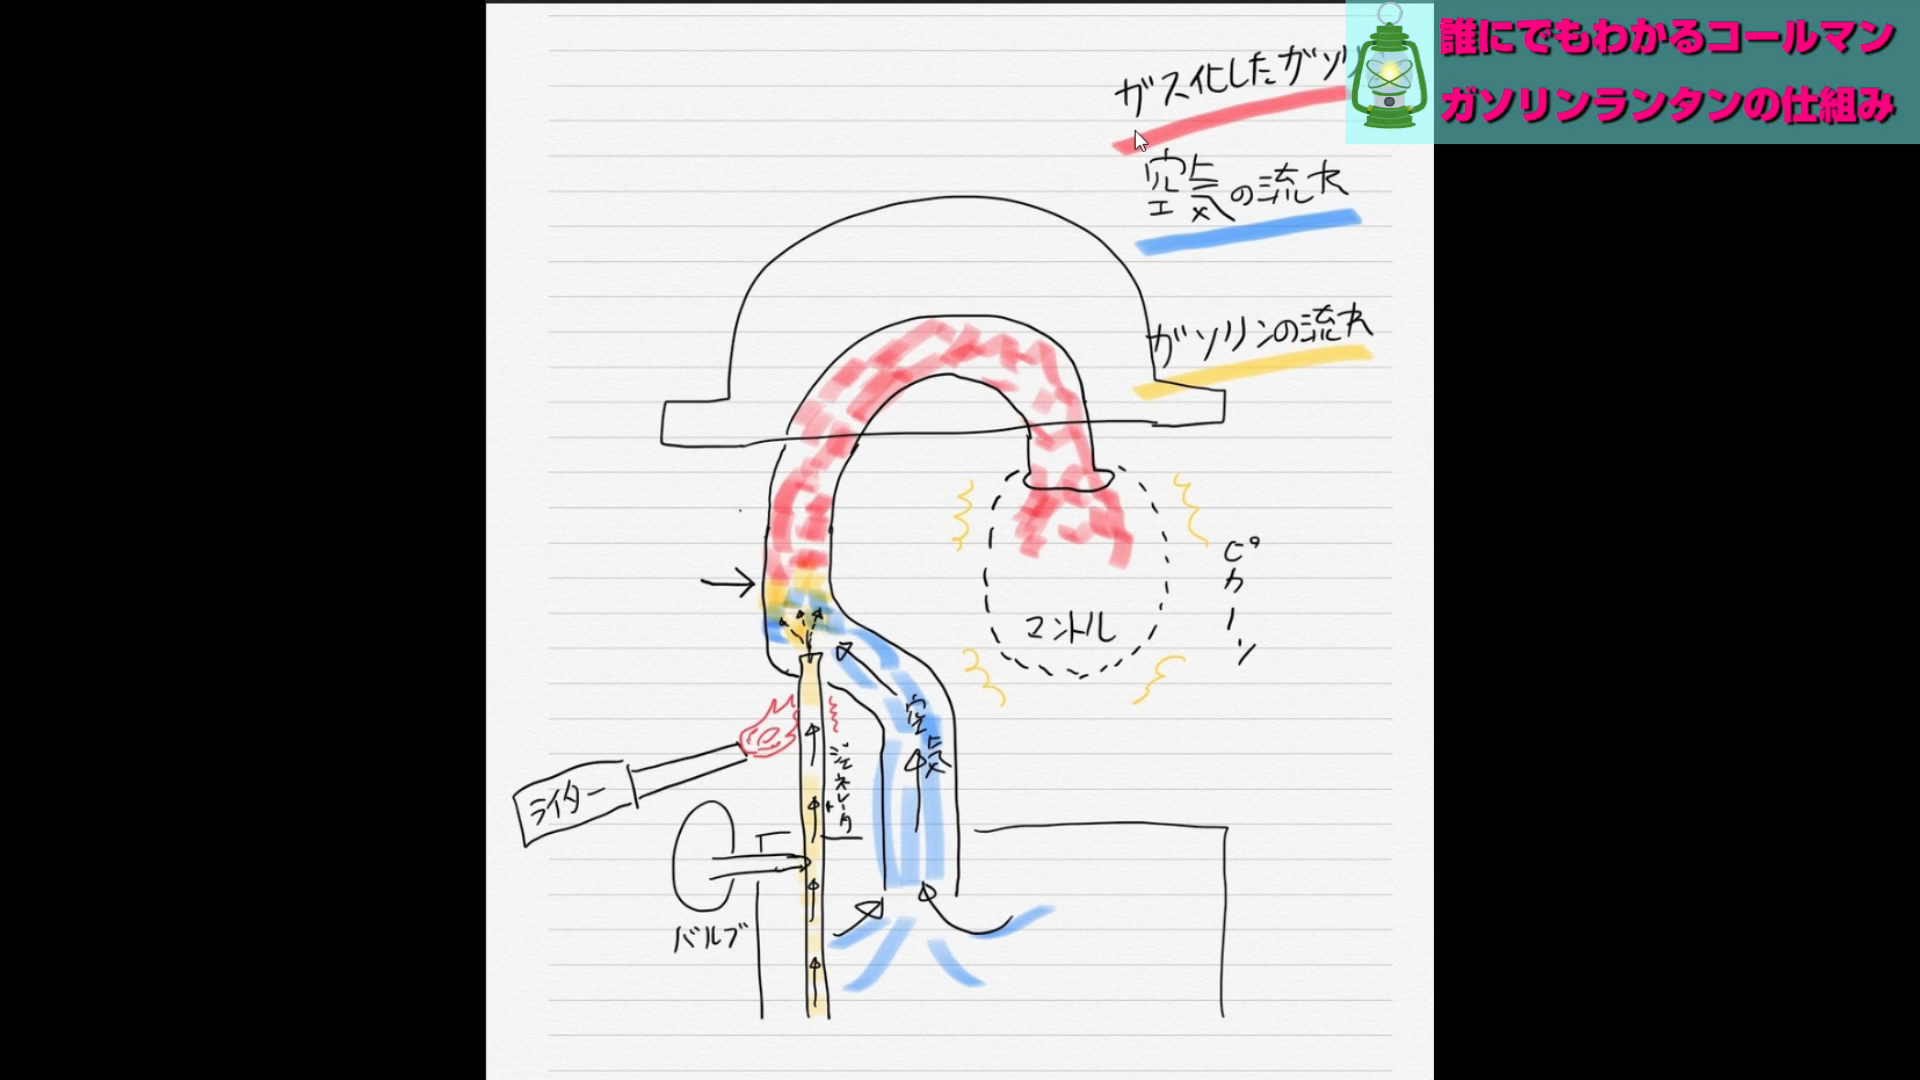 誰にでもわかるコールマン
ガソリンランタンの仕組み
ガス化したガソリ
空気の流れ
ガソリンの流れ
ピカーッ
マントル
空気
ジェネレータ
ライター
バルブ